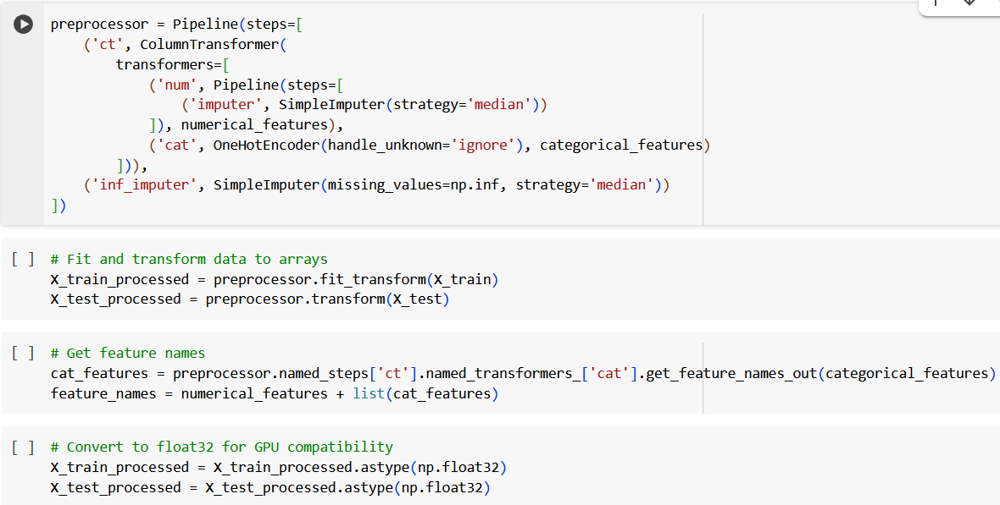 preprocessor = Pipeline(steps=[
    ('ct', ColumnTransformer(
        transformers=[
            ('num', Pipeline(steps=[
                ('imputer', SimpleImputer(strategy='median'))
            ]), numerical_features),
            ('cat', OneHotEncoder(handle_unknown='ignore'), categorical_features)
        ])),
    ('inf_imputer', SimpleImputer(missing_values=np.inf, strategy='median'))
])
[ ] # Fit and transform data to arrays
X_train_processed = preprocessor.fit_transform(X_train)
X_test_processed = preprocessor.transform(X_test)
[ ] # Get feature names
cat_features = preprocessor.named_steps['ct'].named_transformers_['cat'].get_feature_names_out(categorical_features)
feature_names = numerical_features + list(cat_features)
[ ] # Convert to float32 for GPU compatibility
X_train_processed = X_train_processed.astype(np.float32)
X_test_processed = X_test_processed.astype(np.float32)